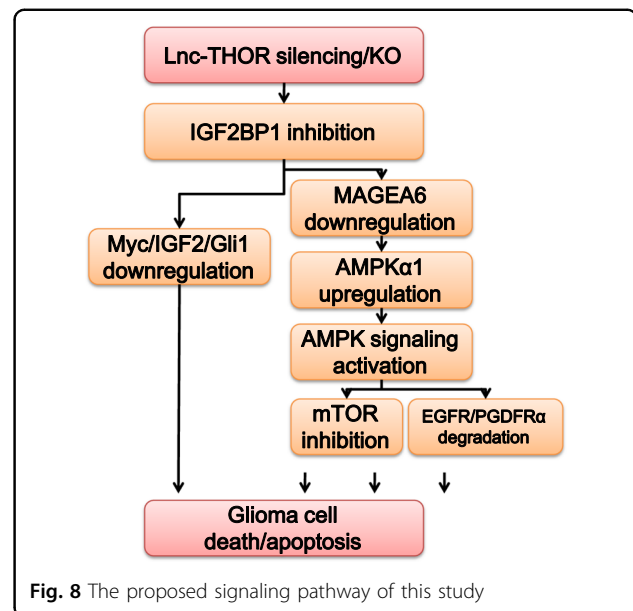 Lnc-THOR silencing/KO
IGF2BP1 inhibition
MAGEA6
downregulation
Myc/IGF2/Gli1
downregulation
AMPKα1
upregulation
AMPK signaling
activation
mTOR
inhibition
EGFR/PGDFRα
degradation
Glioma cell
death/apoptosis
Fig. 8 The proposed signaling pathway of this study